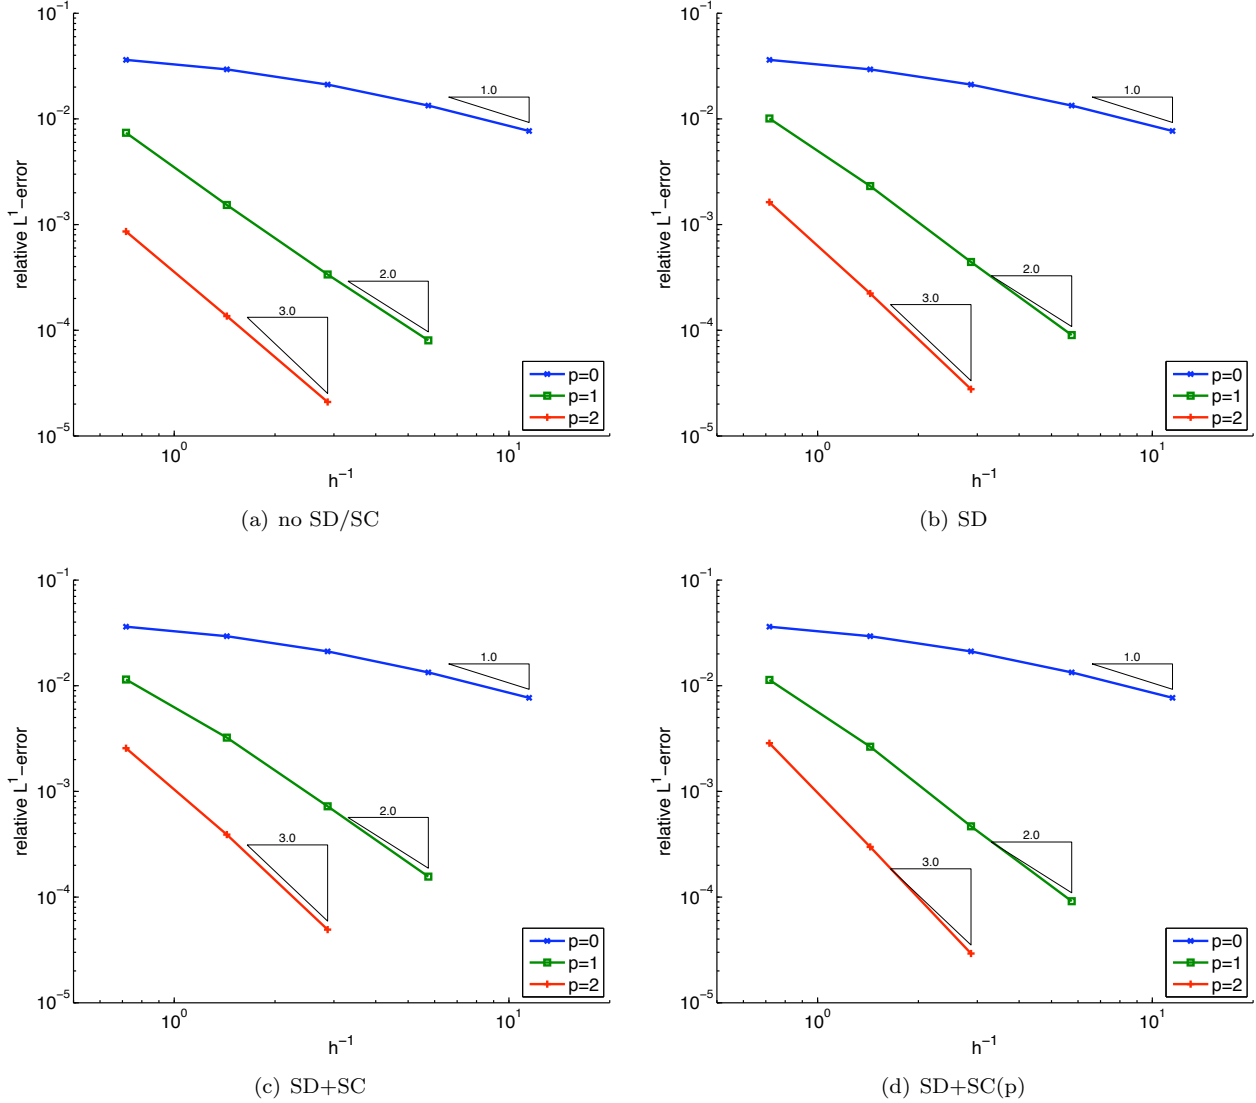 10^-1
10^-2
10^-3
10^-4
10^-5
relative L^1-error
1.0
2.0
3.0
p=0
p=1
p=2
10^0
10^1
h^-1
(a) no SD/SC
10^-1
10^-2
10^-3
10^-4
10^-5
relative L^1-error
1.0
2.0
3.0
p=0
p=1
p=2
10^0
10^1
h^-1
(b) SD
10^-1
10^-2
10^-3
10^-4
10^-5
relative L^1-error
1.0
2.0
3.0
p=0
p=1
p=2
10^0
10^1
h^-1
(c) SD+SC
10^-1
10^-2
10^-3
10^-4
10^-5
relative L^1-error
1.0
2.0
3.0
p=0
p=1
p=2
10^0
10^1
h^-1
(d) SD+SC(p)